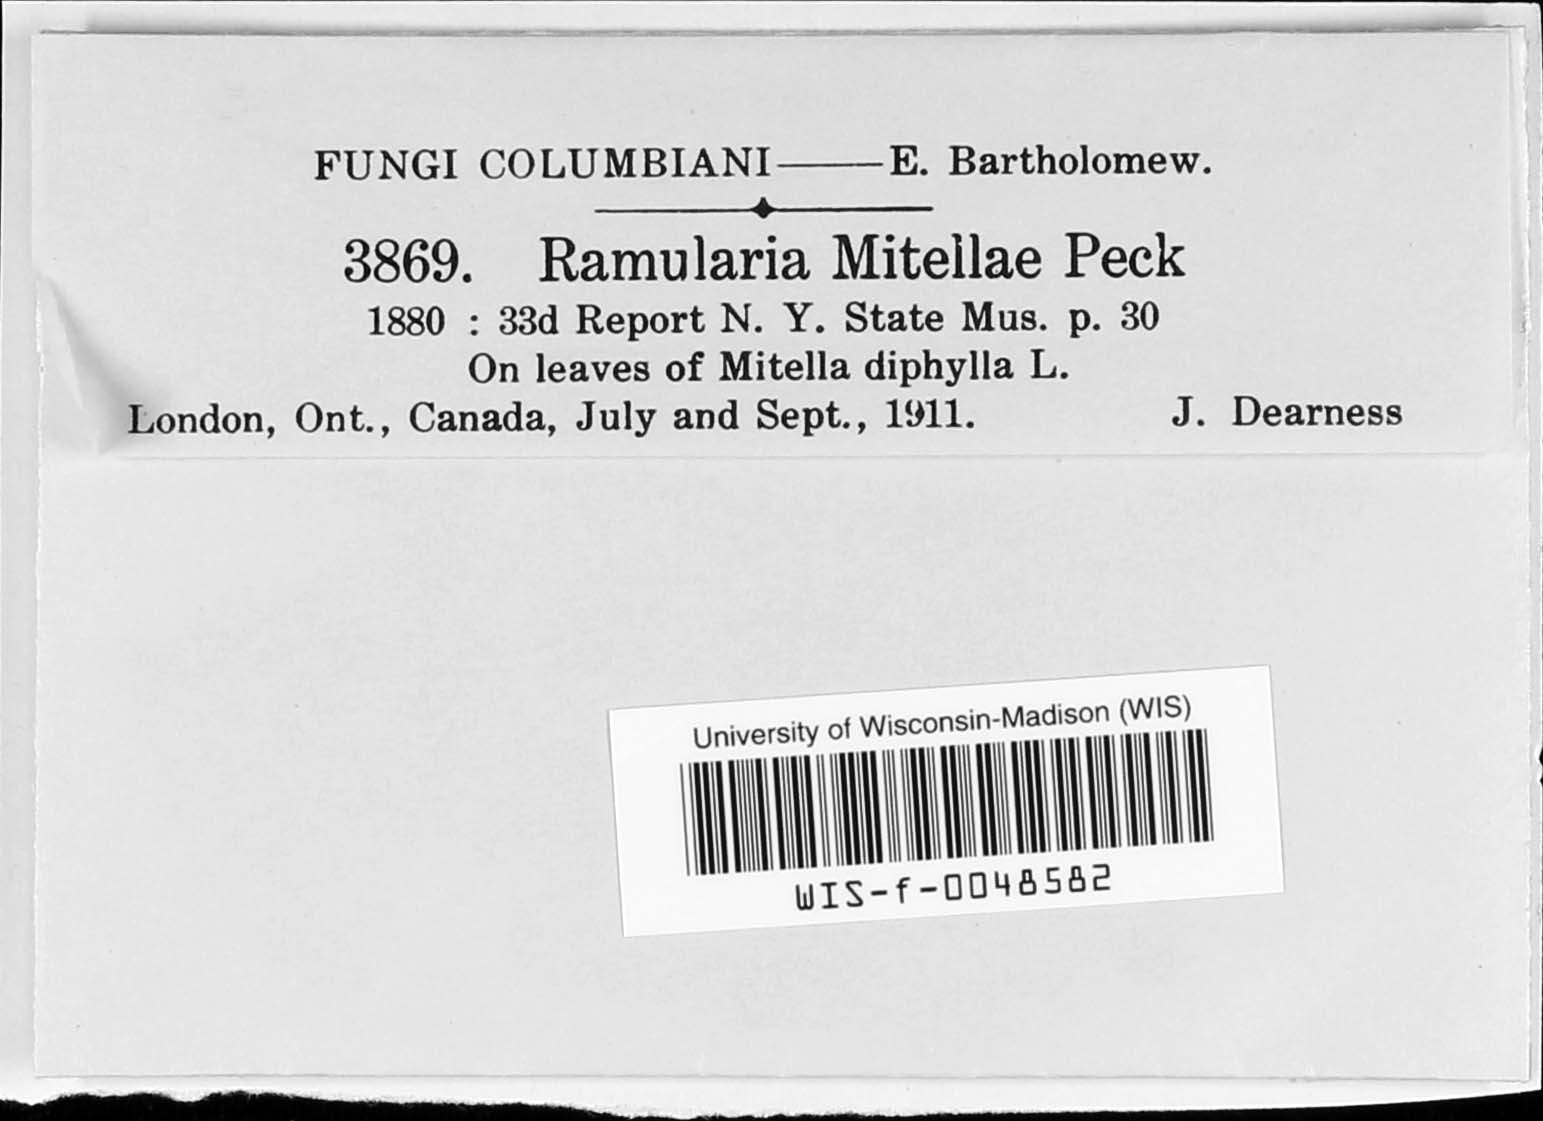 FUNGI COLUMBIANI——E. Bartholomew.
3869. Ramularia Mitellae Peck
1880 : 33d Report N. Y. State Mus. p. 30
On leaves of Mitella diphylla L.
London, Ont., Canada, July and Sept., 1911. J. Dearness
University of Wisconsin-Madison (WIS)
WIS-f-0048582